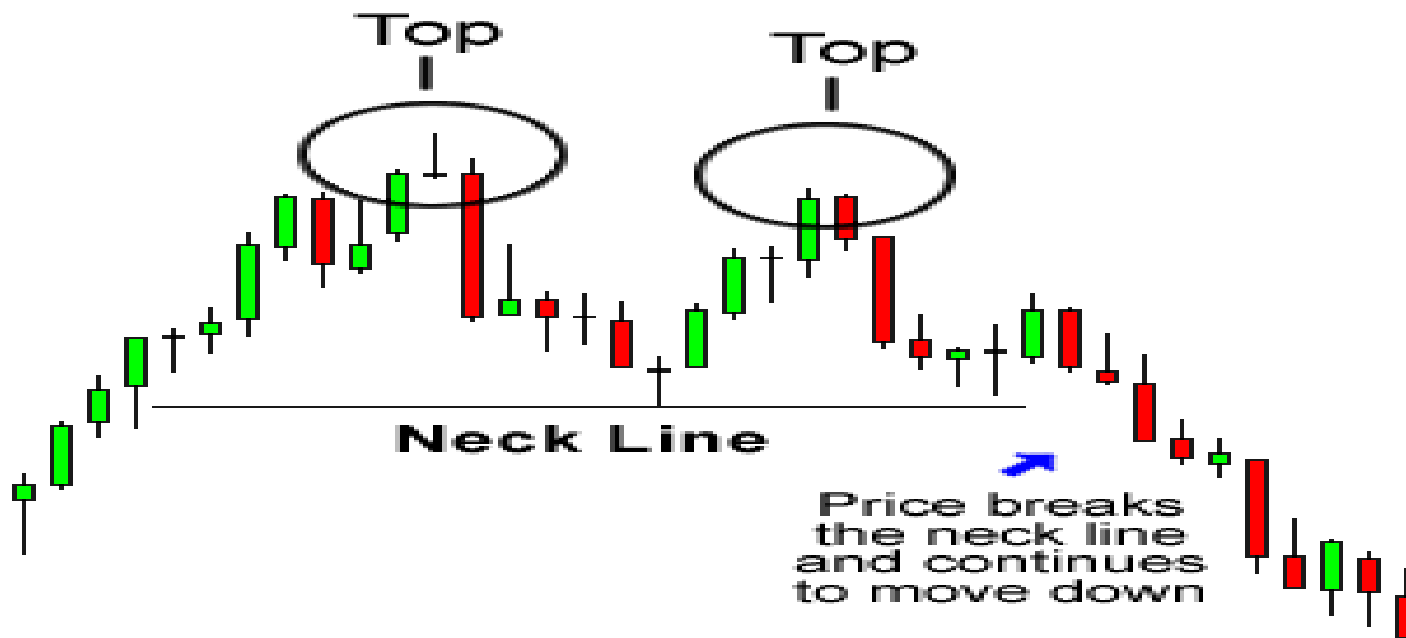 Top
Top
Neck Line
Price breaks
the neck line
and continues
to move down